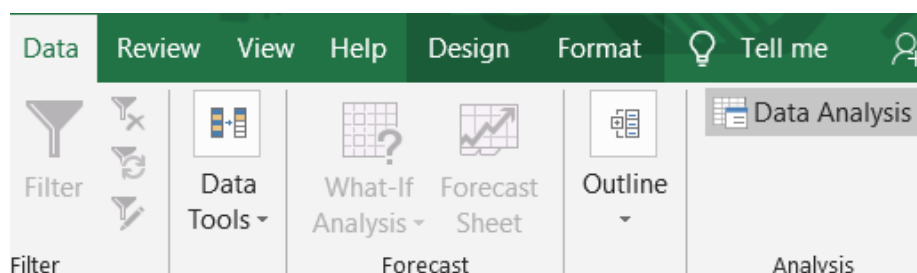 Data Review View Help Design Format Tell me
Data Analysis
Filter Data Tools What-If Analysis Forecast Sheet Outline
Filter Forecast Analysis